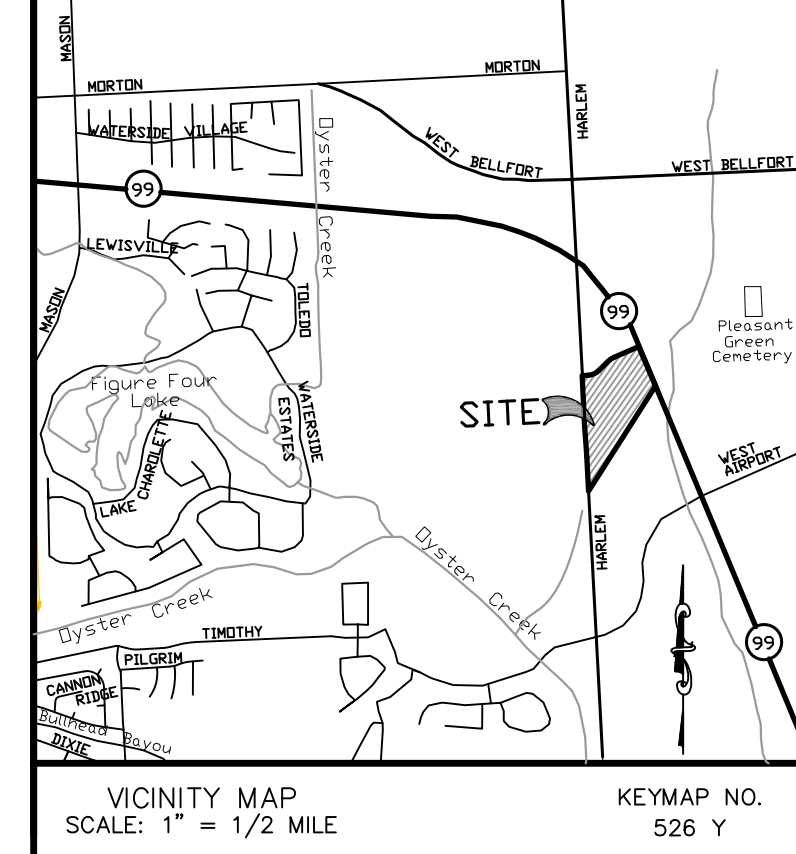 MASON
MORTON
MORTON
HARLEM
WATERSIDE VILLAGE
Oyster Creek
WEST BELLFORT
WEST BELLFORT
99
LEWISVILLE
MASON
TOLEDO
99
Pleasant
Green
Cemetery
Figure Four
Lake
WATERSIDE
ESTATES
SITE
LAKE CHAROLETTE
WEST
AIRPORT
HARLEM
Oyster Creek
Oyster Creek
TIMOTHY
99
PILGRIM
CANNON
RIDGE
Bullhead Bayou
DIXIE
VICINITY MAP
SCALE: 1" = 1/2 MILE
KEYMAP NO.
526 Y